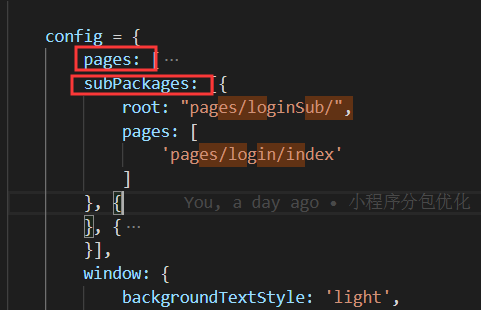 config = {
pages: [ ...
subPackages: [{
root: "pages/loginSub/",
pages: [
'pages/login/index'
]
}, {
You, a day ago • 小程序分包优化
}, { ...
}],
window: {
backgroundTextStyle: 'light',